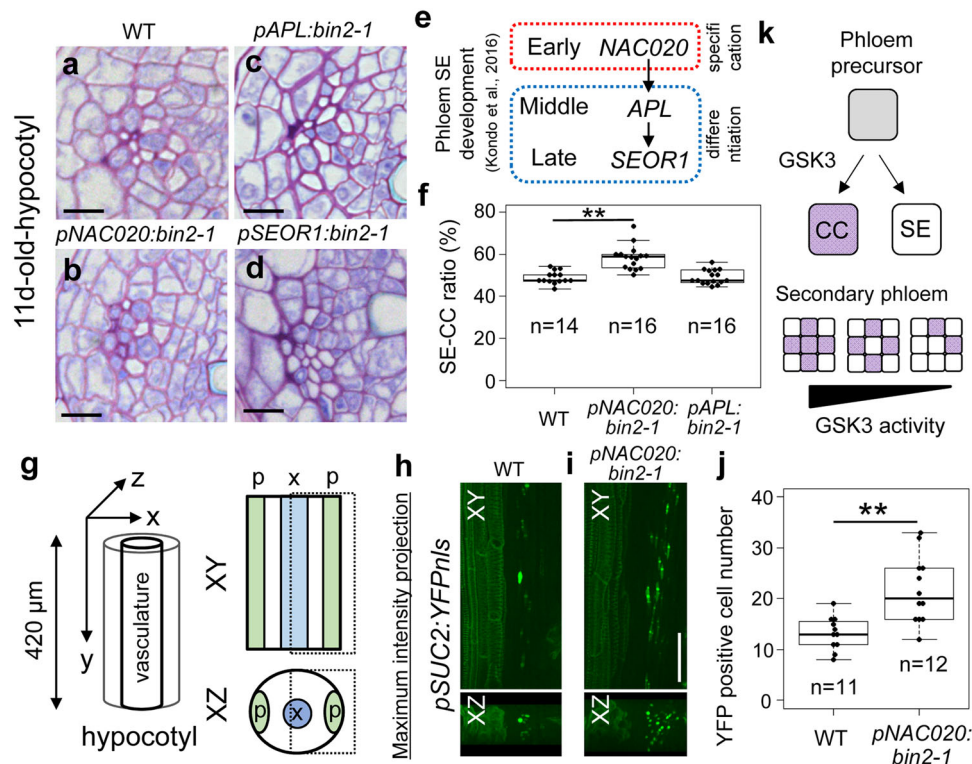 WT
pAPL:bin2-1
a
c
pNAC020:bin2-1
pSEOR1:bin2-1
b
d
11d-old-hypocotyl
e
Phloem SE
development
(Kondo et al., 2016)
Early NAC020
specifi
cation
Middle APL
Late SEOR1
differe
ntiation
f
SE-CC ratio (%)
80
60
40
20
0
**
n=14
n=16
n=16
WT
pNAC020:
bin2-1
pAPL:
bin2-1
k
Phloem
precursor
GSK3
CC
SE
Secondary phloem
GSK3 activity
g
z
x
y
420 μm
vasculature
hypocotyl
p x p
XY
XZ
p x p
h
WT
i
pNAC020:
bin2-1
Maximum intensity projection
pSUC2:YFPnls
XY
XY
XZ
XZ
j
YFP positive cell number
40
30
20
10
0
**
n=11
n=12
WT
pNAC020:
bin2-1